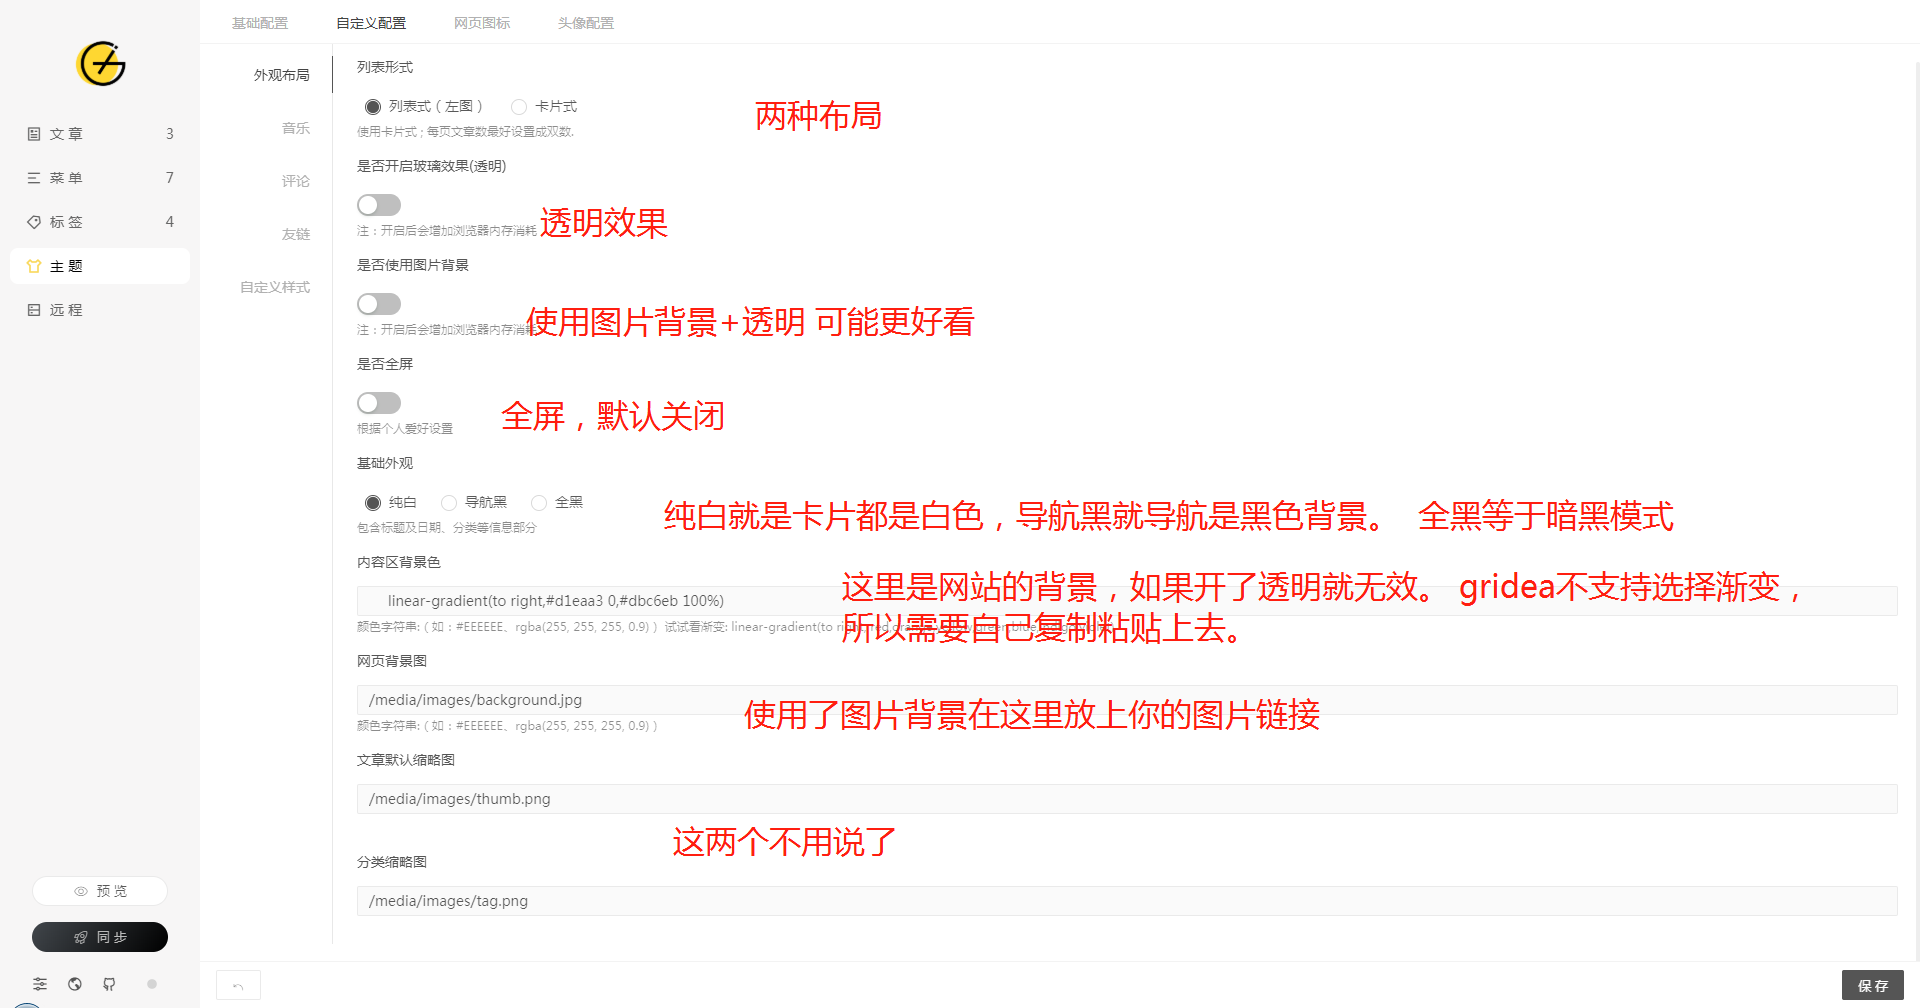 基础配置 自定义配置 网页图标 头像配置
文章 3
菜单 7
标签 4
主题
远程
预览
同步
外观布局
音乐
评论
友链
自定义样式
列表形式
列表式（左图） 卡片式
使用卡片式；每页文章数最好设置成双数.
两种布局
是否开启玻璃效果(透明)
注：开启后会增加浏览器内存消耗
透明效果
是否使用图片背景
注：开启后会增加浏览器内存消耗
使用图片背景+透明 可能更好看
是否全屏
根据个人爱好设置
全屏，默认关闭
基础外观
纯白 导航黑 全黑
包含标题及日期、分类等信息部分
纯白就是卡片都是白色，导航黑就导航是黑色背景。 全黑等于暗黑模式
内容区背景色
linear-gradient(to right,#d1eaa3 0,#dbc6eb 100%)
颜色字符串:（如：#EEEEEE、rgba(255, 255, 255, 0.9)） 试试看渐变: linear-gradient(to right,
这里是网站的背景，如果开了透明就无效。 gridea不支持选择渐变，
所以需要自己复制粘贴上去。
网页背景图
/media/images/background.jpg
颜色字符串:（如：#EEEEEE、rgba(255, 255, 255, 0.9)）
使用了图片背景在这里放上你的图片链接
文章默认缩略图
/media/images/thumb.png
这两个不用说了
分类缩略图
/media/images/tag.png
保存